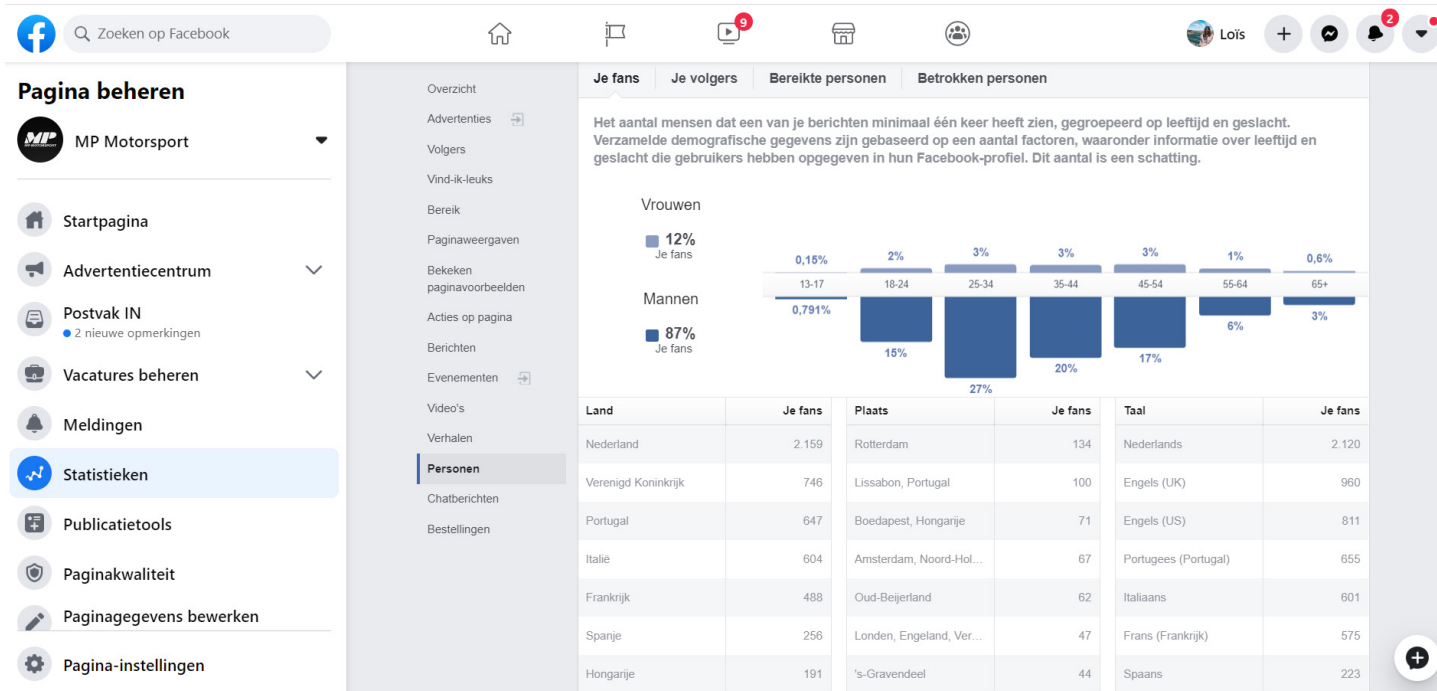 Zoeken op Facebook
9
Loïs
2
Pagina beheren
MP
MP Motorsport
Startpagina
Advertentiecentrum
Postvak IN
2 nieuwe opmerkingen
Vacatures beheren
Meldingen
Statistieken
Publicatietools
Paginakwaliteit
Paginagegevens bewerken
Pagina-instellingen
Overzicht
Advertenties
Volgers
Vind-ik-leuks
Bereik
Paginaweergaven
Bekeken
paginavoorbeelden
Acties op pagina
Berichten
Evenementen
Video's
Verhalen
Personen
Chatberichten
Bestellingen
Je fans Je volgers Bereikte personen Betrokken personen
Het aantal mensen dat een van je berichten minimaal één keer heeft zien, gegroepeerd op leeftijd en geslacht.
Verzamelde demografische gegevens zijn gebaseerd op een aantal factoren, waaronder informatie over leeftijd en
geslacht die gebruikers hebben opgegeven in hun Facebook-profiel. Dit aantal is een schatting.
Vrouwen
12%
Je fans
0,15% 2% 3% 3% 3% 1% 0,6%
13-17 18-24 25-34 35-44 45-54 55-64 65+
Mannen
87%
Je fans
0,791% 15% 27% 20% 17% 6% 3%
Land Je fans Plaats Je fans Taal Je fans
Nederland 2.159 Rotterdam 134 Nederlands 2.120
Verenigd Koninkrijk 746 Lissabon, Portugal 100 Engels (UK) 960
Portugal 647 Boedapest, Hongarije 71 Engels (US) 811
Italië 604 Amsterdam, Noord-Hol... 67 Portugees (Portugal) 655
Frankrijk 488 Oud-Beijerland 62 Italiaans 601
Spanje 256 Londen, Engeland, Ver... 47 Frans (Frankrijk) 575
Hongarije 191 's-Gravendeel 44 Spaans 223